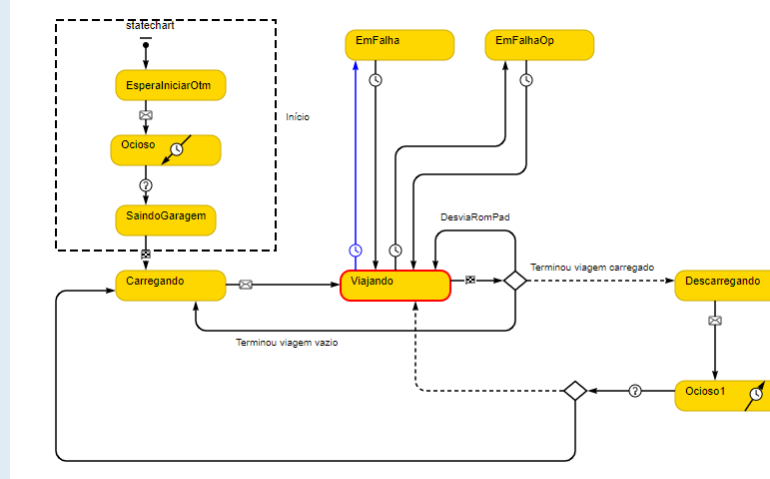 statechart
EmFalha
EmFalhaOp
EsperaIniciarOtm
Início
Ocioso
SaindoGaragem
DesviaRomPad
Terminou viagem carregado
Carregando
Viajando
Descarregando
Terminou viagem vazio
Ocioso1